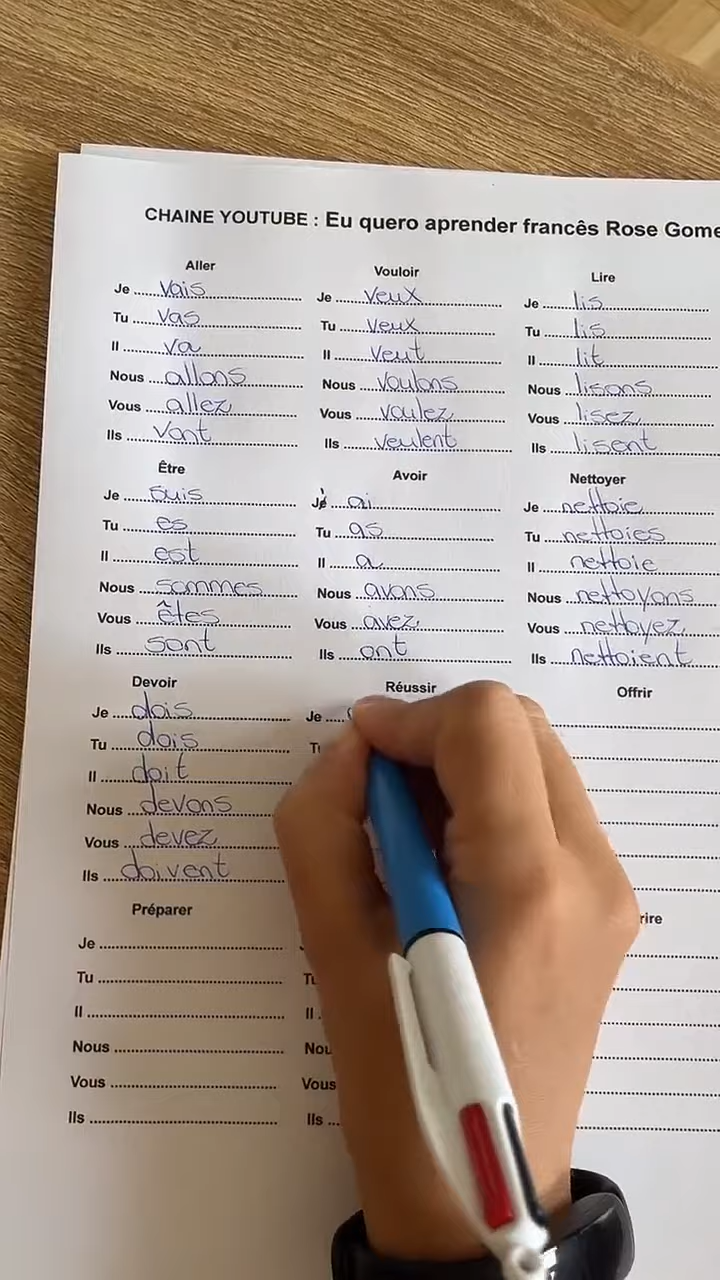 CHAINE YOUTUBE : Eu quero aprender francês Rose Gome
Aller
Je vais
Tu vas
Il va
Nous allons
Vous allez
Ils vont
Vouloir
Je veux
Tu veux
Il veut
Nous voulons
Vous voulez
Ils veulent
Lire
Je lis
Tu lis
Il lit
Nous lisons
Vous lisez
Ils lisent
Être
Je suis
Tu es
Il est
Nous sommes
Vous êtes
Ils sont
Avoir
J' ai
Tu as
Il a
Nous avons
Vous avez
Ils ont
Nettoyer
Je nettoie
Tu nettoies
Il nettoie
Nous nettoyons
Vous nettoyez
Ils nettoient
Devoir
Je dois
Tu dois
Il doit
Nous devons
Vous devez
Ils doivent
Réussir
Je
Offrir
Préparer
Je
Tu
Il
Nous
Vous
Ils
Il
Vous
Ils
rire